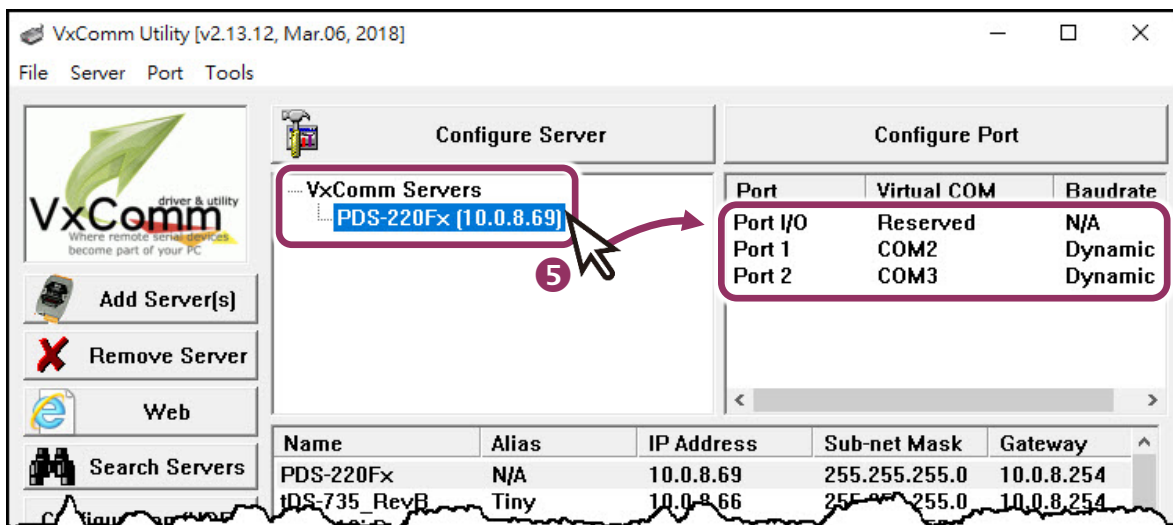 VxComm Utility [v2.13.12, Mar.06, 2018]
File Server Port Tools
VxComm
driver & utility
Where remote serial devices
become part of your PC
Add Server(s)
Remove Server
Web
Search Servers
Configure Server
VxComm Servers
PDS-220Fx (10.0.8.69)
5
Configure Port
Port Virtual COM Baudrate
Port I/O Reserved N/A
Port 1 COM2 Dynamic
Port 2 COM3 Dynamic
Name Alias IP Address Sub-net Mask Gateway
PDS-220Fx N/A 10.0.8.69 255.255.255.0 10.0.8.254
tDS-735_RevB Tiny 10.0.8.66 255.255.255.0 10.0.8.254